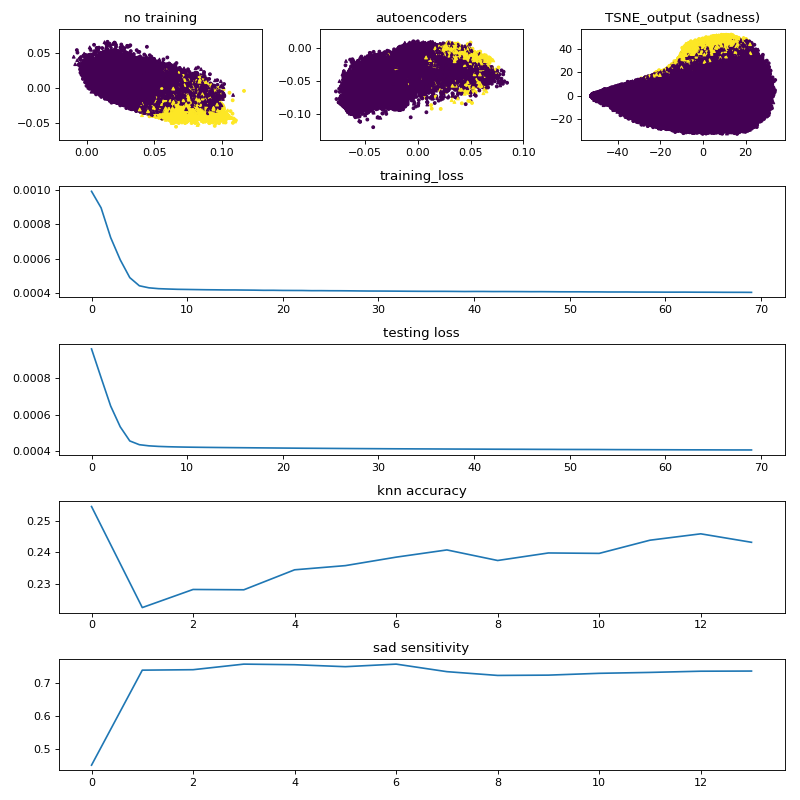 no training
autoencoders
TSNE_output (sadness)
0.05
0.00
−0.05
0.00 0.05 0.10
0.00
−0.05
−0.10
−0.05 0.00 0.05 0.10
40
20
0
−20
−40 −20 0 20
training_loss
0.0010
0.0008
0.0006
0.0004
0 10 20 30 40 50 60 70
testing loss
0.0008
0.0006
0.0004
0 10 20 30 40 50 60 70
knn accuracy
0.25
0.24
0.23
0 2 4 6 8 10 12
sad sensitivity
0.7
0.6
0.5
0 2 4 6 8 10 12